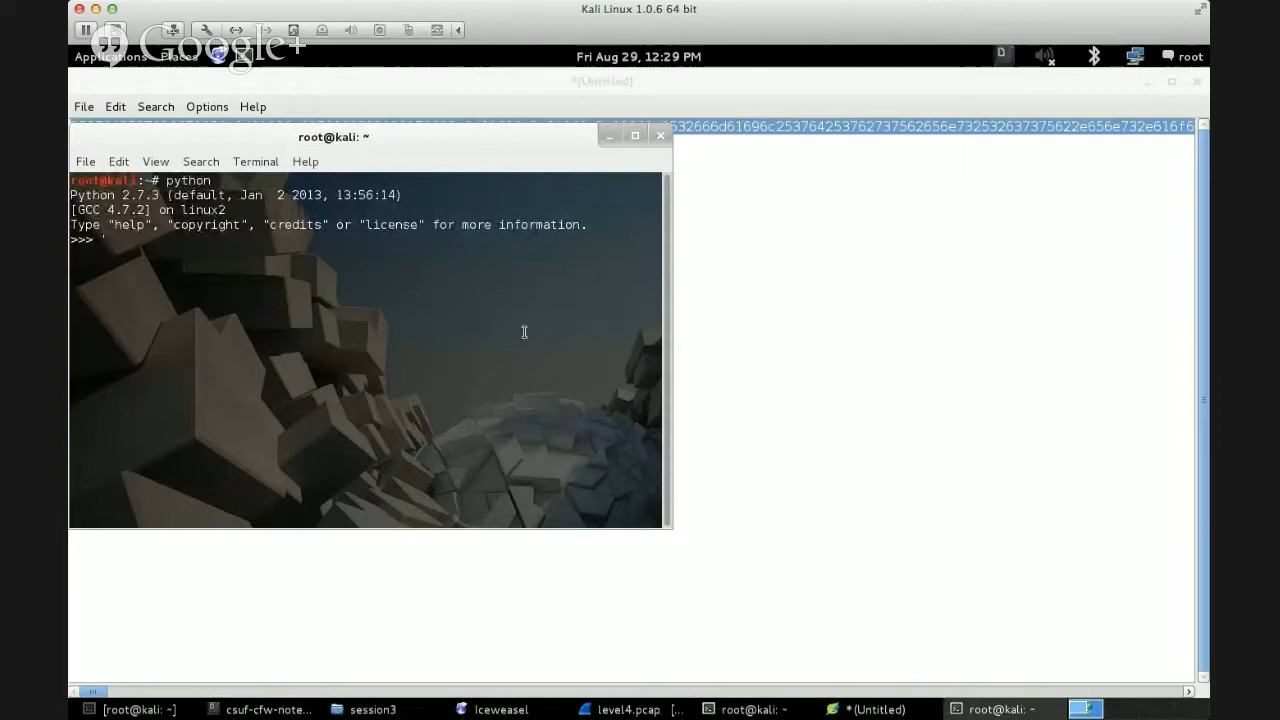 Kali Linux 1.0.6 64 bit
Google+
Applications Places Fri Aug 29, 12:29 PM root
*(Untitled)
File Edit Search Options Help
532666d61696c253764253762737562656e732532637375622e656e732e616f6
root@kali: ~
File Edit View Search Terminal Help
root@kali:~# python
Python 2.7.3 (default, Jan  2 2013, 13:56:14)
[GCC 4.7.2] on linux2
Type "help", "copyright", "credits" or "license" for more information.
>>> '
[root@kali: ~] csuf-cfw-note... session3 Iceweasel level4.pcap [... root@kali: ~ *(Untitled) root@kali: ~